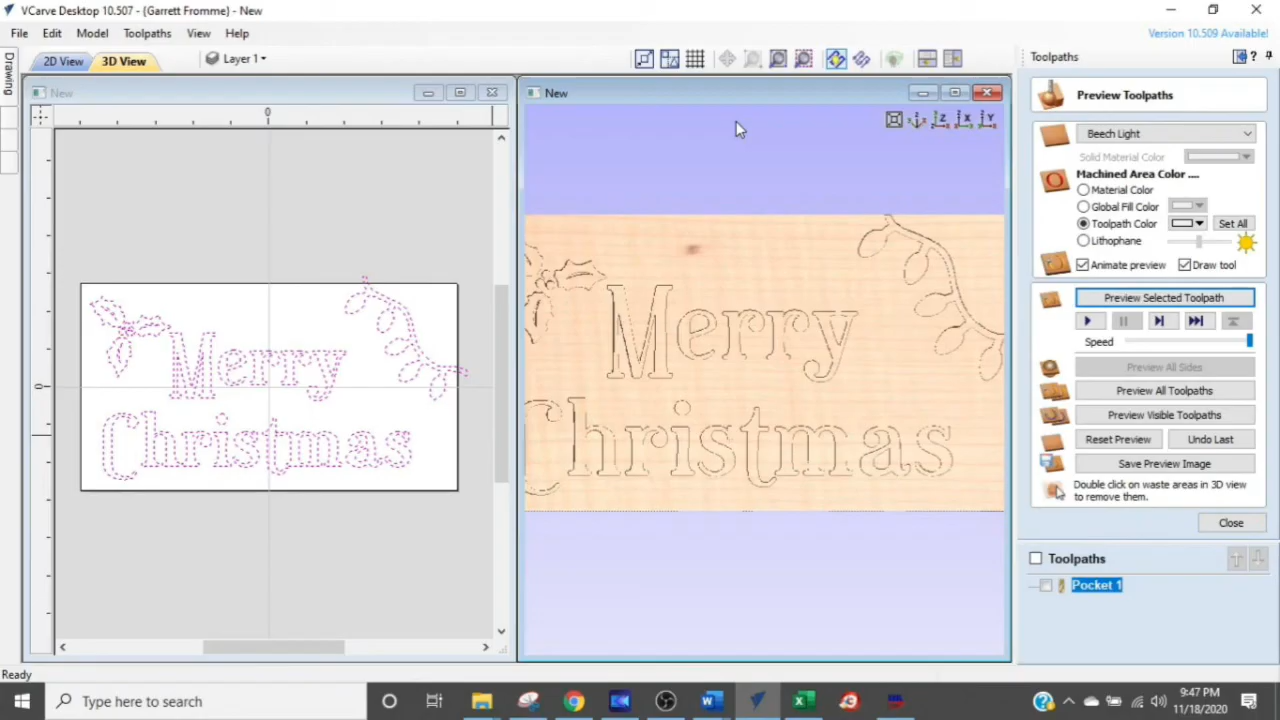 VCarve Desktop 10.507 - {Garrett Fromme} - New
File Edit Model Toolpaths View Help
Version 10.509 Available!
Drawing
2D View 3D View Layer 1
Toolpaths
New
New
0
0
Z X Y
Merry
Christmas
Merry
Christmas
Preview Toolpaths
Beech Light
Solid Material Color
Machined Area Color ....
Material Color
Global Fill Color
Toolpath Color Set All
Lithophane
Animate preview Draw tool
Preview Selected Toolpath
Speed
Preview All Sides
Preview All Toolpaths
Preview Visible Toolpaths
Reset Preview Undo Last
Save Preview Image
Double click on waste areas in 3D view
to remove them.
Close
Toolpaths
Pocket 1
Ready
Type here to search
9:47 PM
11/18/2020